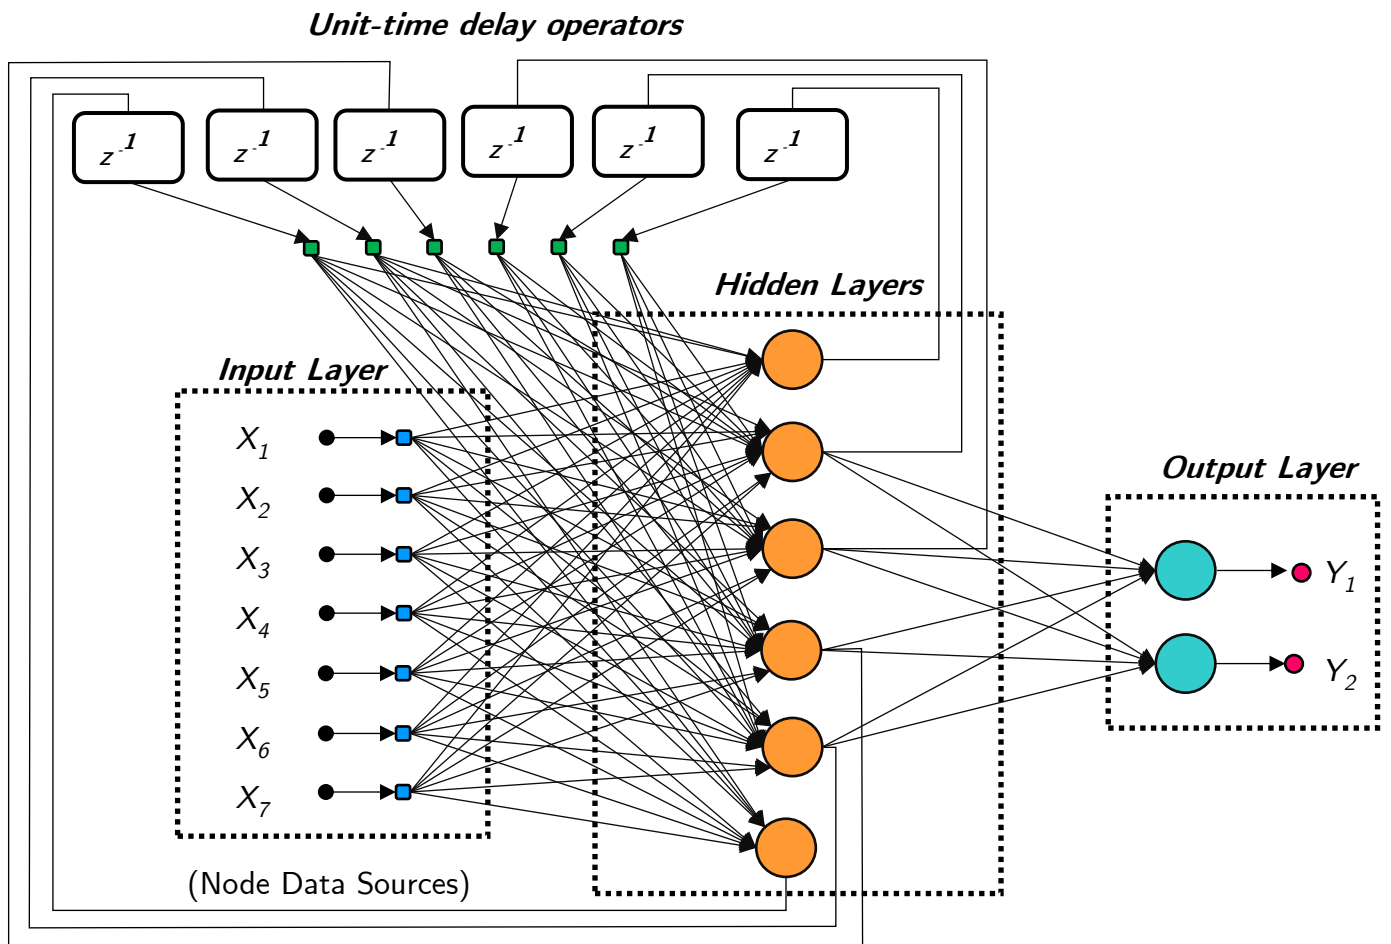 Unit-time delay operators
z⁻¹ z⁻¹ z⁻¹ z⁻¹ z⁻¹ z⁻¹
Hidden Layers
Input Layer
X₁
X₂
X₃
X₄
X₅
X₆
X₇
(Node Data Sources)
Output Layer
Y₁
Y₂